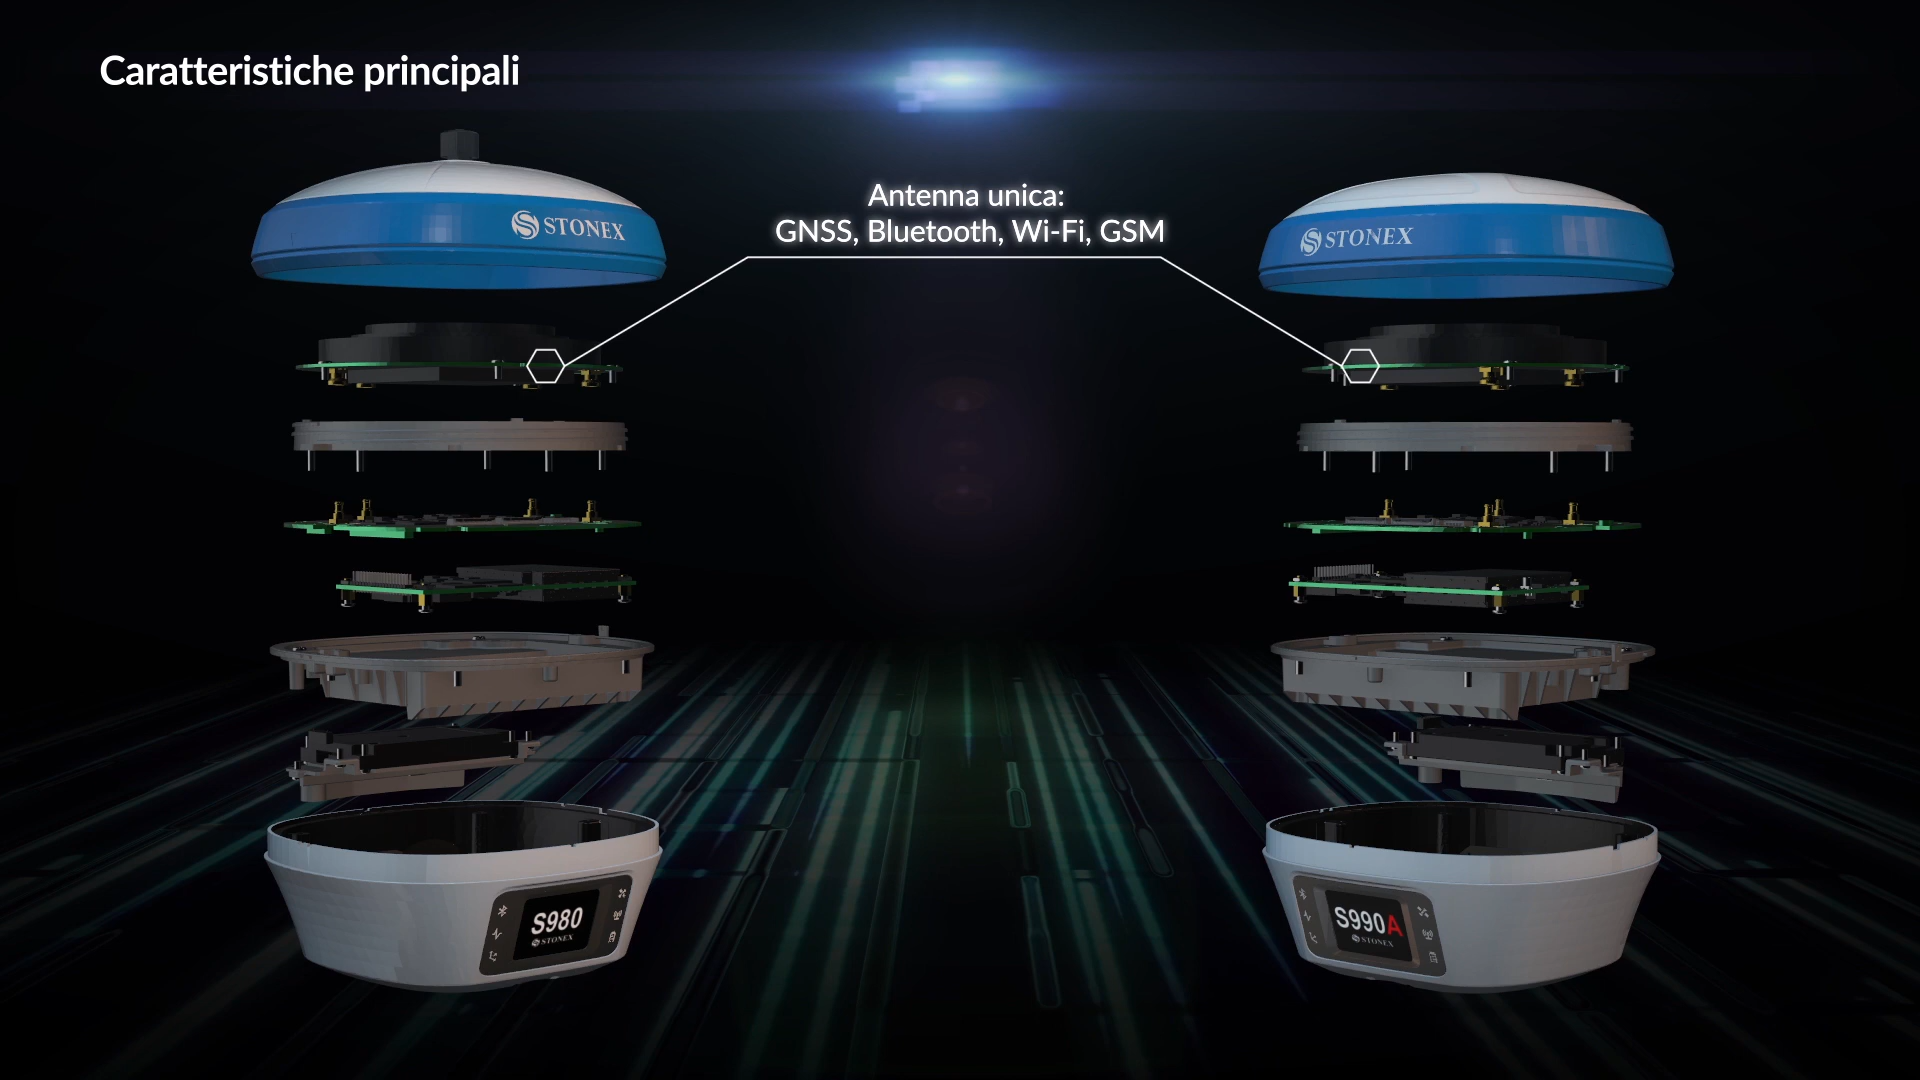 Caratteristiche principali
Antenna unica:
GNSS, Bluetooth, Wi-Fi, GSM
STONEX
STONEX
S980
STONEX
S990A
STONEX